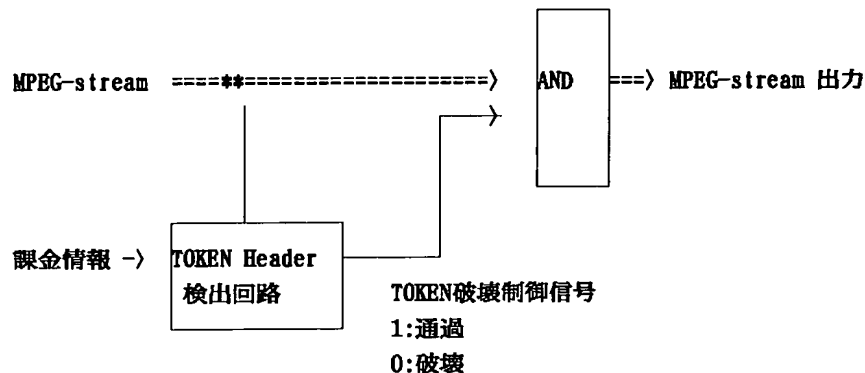 MPEG-stream ====**====================> AND ===> MPEG-stream 出力
課金情報 -> TOKEN Header
検出回路
TOKEN破壊制御信号
1:通過
0:破壊